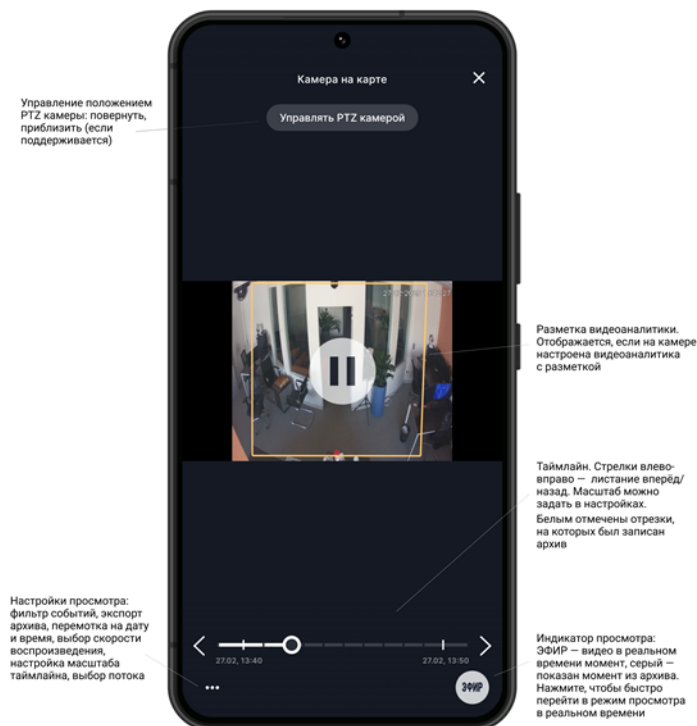 Камера на карте
Управлять PTZ камерой
Управление положением
PTZ камеры: повернуть,
приблизить (если
поддерживается)
Разметка видеоаналитики.
Отображается, если на камере
настроена видеоаналитика
с разметкой
Таймлайн. Стрелки влево-
вправо — листание вперёд/
назад. Масштаб можно
задать в настройках.
Белым отмечены отрезки,
на которых был записан
архив
Настройки просмотра:
фильтр событий, экспорт
архива, перемотка на дату
и время, выбор скорости
воспроизведения,
настройка масштаба
таймлайна, выбор потока
27.02, 13:40
27.02, 13:50
ЭФИР
Индикатор просмотра:
ЭФИР — видео в реальном
времени момент, серый —
показан момент из архива.
Нажмите, чтобы быстро
перейти в режим просмотра
в реальном времени